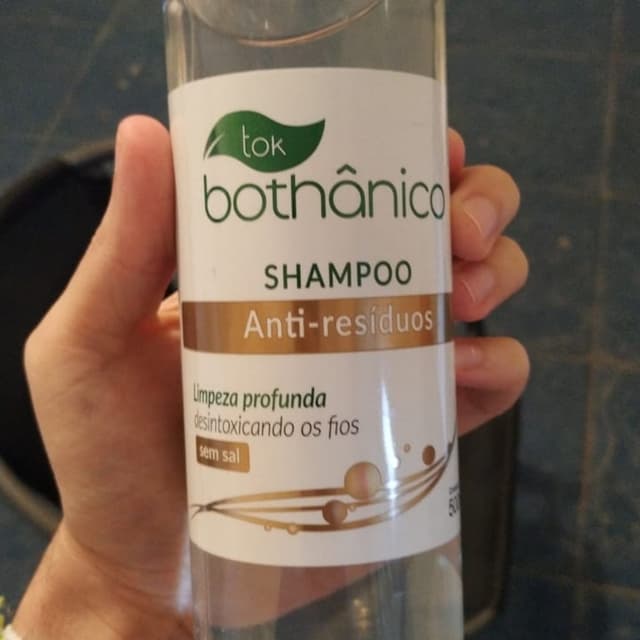 tok
bothânico
SHAMPOO
Anti-resíduos
Limpeza profunda
desintoxicando os fios
sem sal